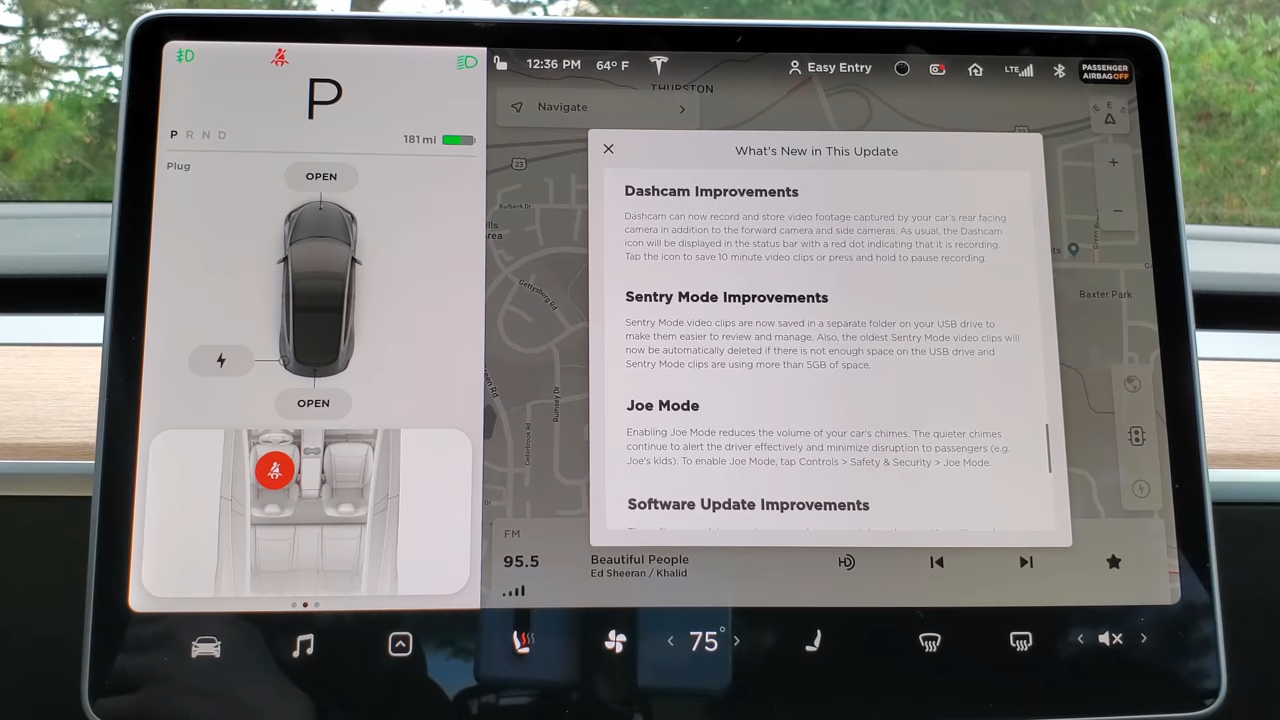 P
P R N D
181 mi
Plug
OPEN
OPEN
12:36 PM
64° F
Easy Entry
LTE
PASSENGER
AIRBAG OFF
THURSTON
Navigate
E
23
Burbank Dr
Gettysburg Rd
Rumsey Dr
Baxter Park
What's New in This Update
Dashcam Improvements
Dashcam can now record and store video footage captured by your car's rear facing
camera in addition to the forward camera and side cameras. As usual, the Dashcam
icon will be displayed in the status bar with a red dot indicating that it is recording.
Tap the icon to save 10 minute video clips or press and hold to pause recording.
Sentry Mode Improvements
Sentry Mode video clips are now saved in a separate folder on your USB drive to
make them easier to review and manage. Also, the oldest Sentry Mode video clips will
now be automatically deleted if there is not enough space on the USB drive and
Sentry Mode clips are using more than 5GB of space.
Joe Mode
Enabling Joe Mode reduces the volume of your car's chimes. The quieter chimes
continue to alert the driver effectively and minimize disruption to passengers (e.g.
Joe's kids). To enable Joe Mode, tap Controls > Safety & Security > Joe Mode.
Software Update Improvements
FM
95.5
Beautiful People
Ed Sheeran / Khalid
HD
75°